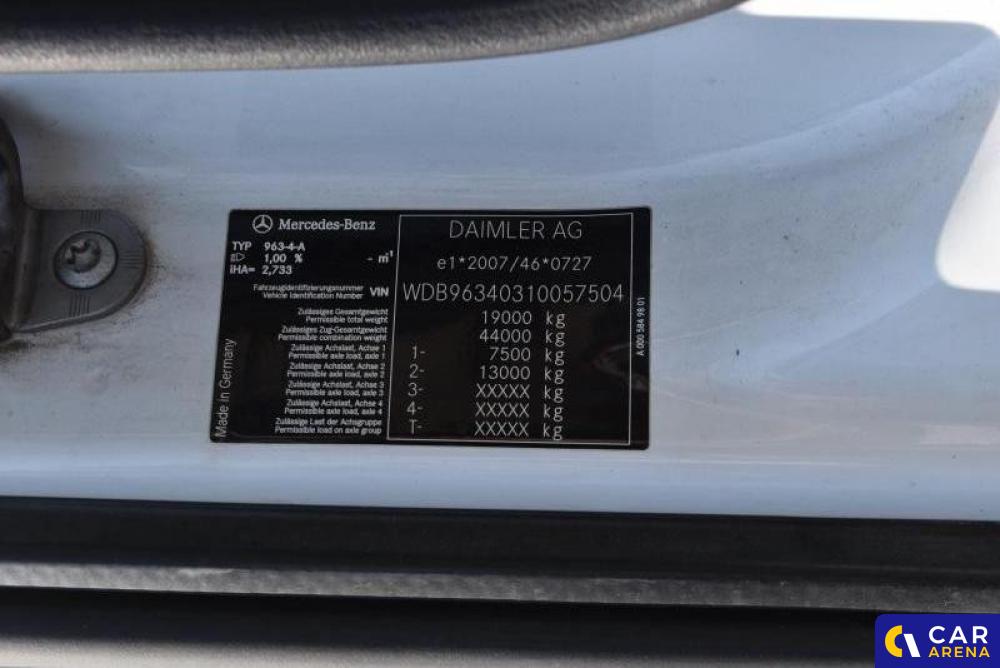 Mercedes-Benz
TYP 963-4-A
1,00 % - m¹
iHA= 2,733
Fahrzeugidentifizierungsnummer
Vehicle Identification Number VIN
Zulässiges Gesamtgewicht
Permissible total weight
Zulässiges Zug-Gesamtgewicht
Permissible combination weight
Zulässige Achslast, Achse 1
Permissible axle load, axle 1
Zulässige Achslast, Achse 2
Permissible axle load, axle 2
Zulässige Achslast, Achse 3
Permissible axle load, axle 3
Zulässige Achslast, Achse 4
Permissible axle load, axle 4
Zulässige Last der Achsgruppe
Permissible load on axle group
Made in Germany
DAIMLER AG
e1*2007/46*0727
WDB96340310057504
19000 kg
44000 kg
1- 7500 kg
2- 13000 kg
3- XXXXX kg
4- XXXXX kg
T- XXXXX kg
A 000 584 98 01
CAR
ARENA